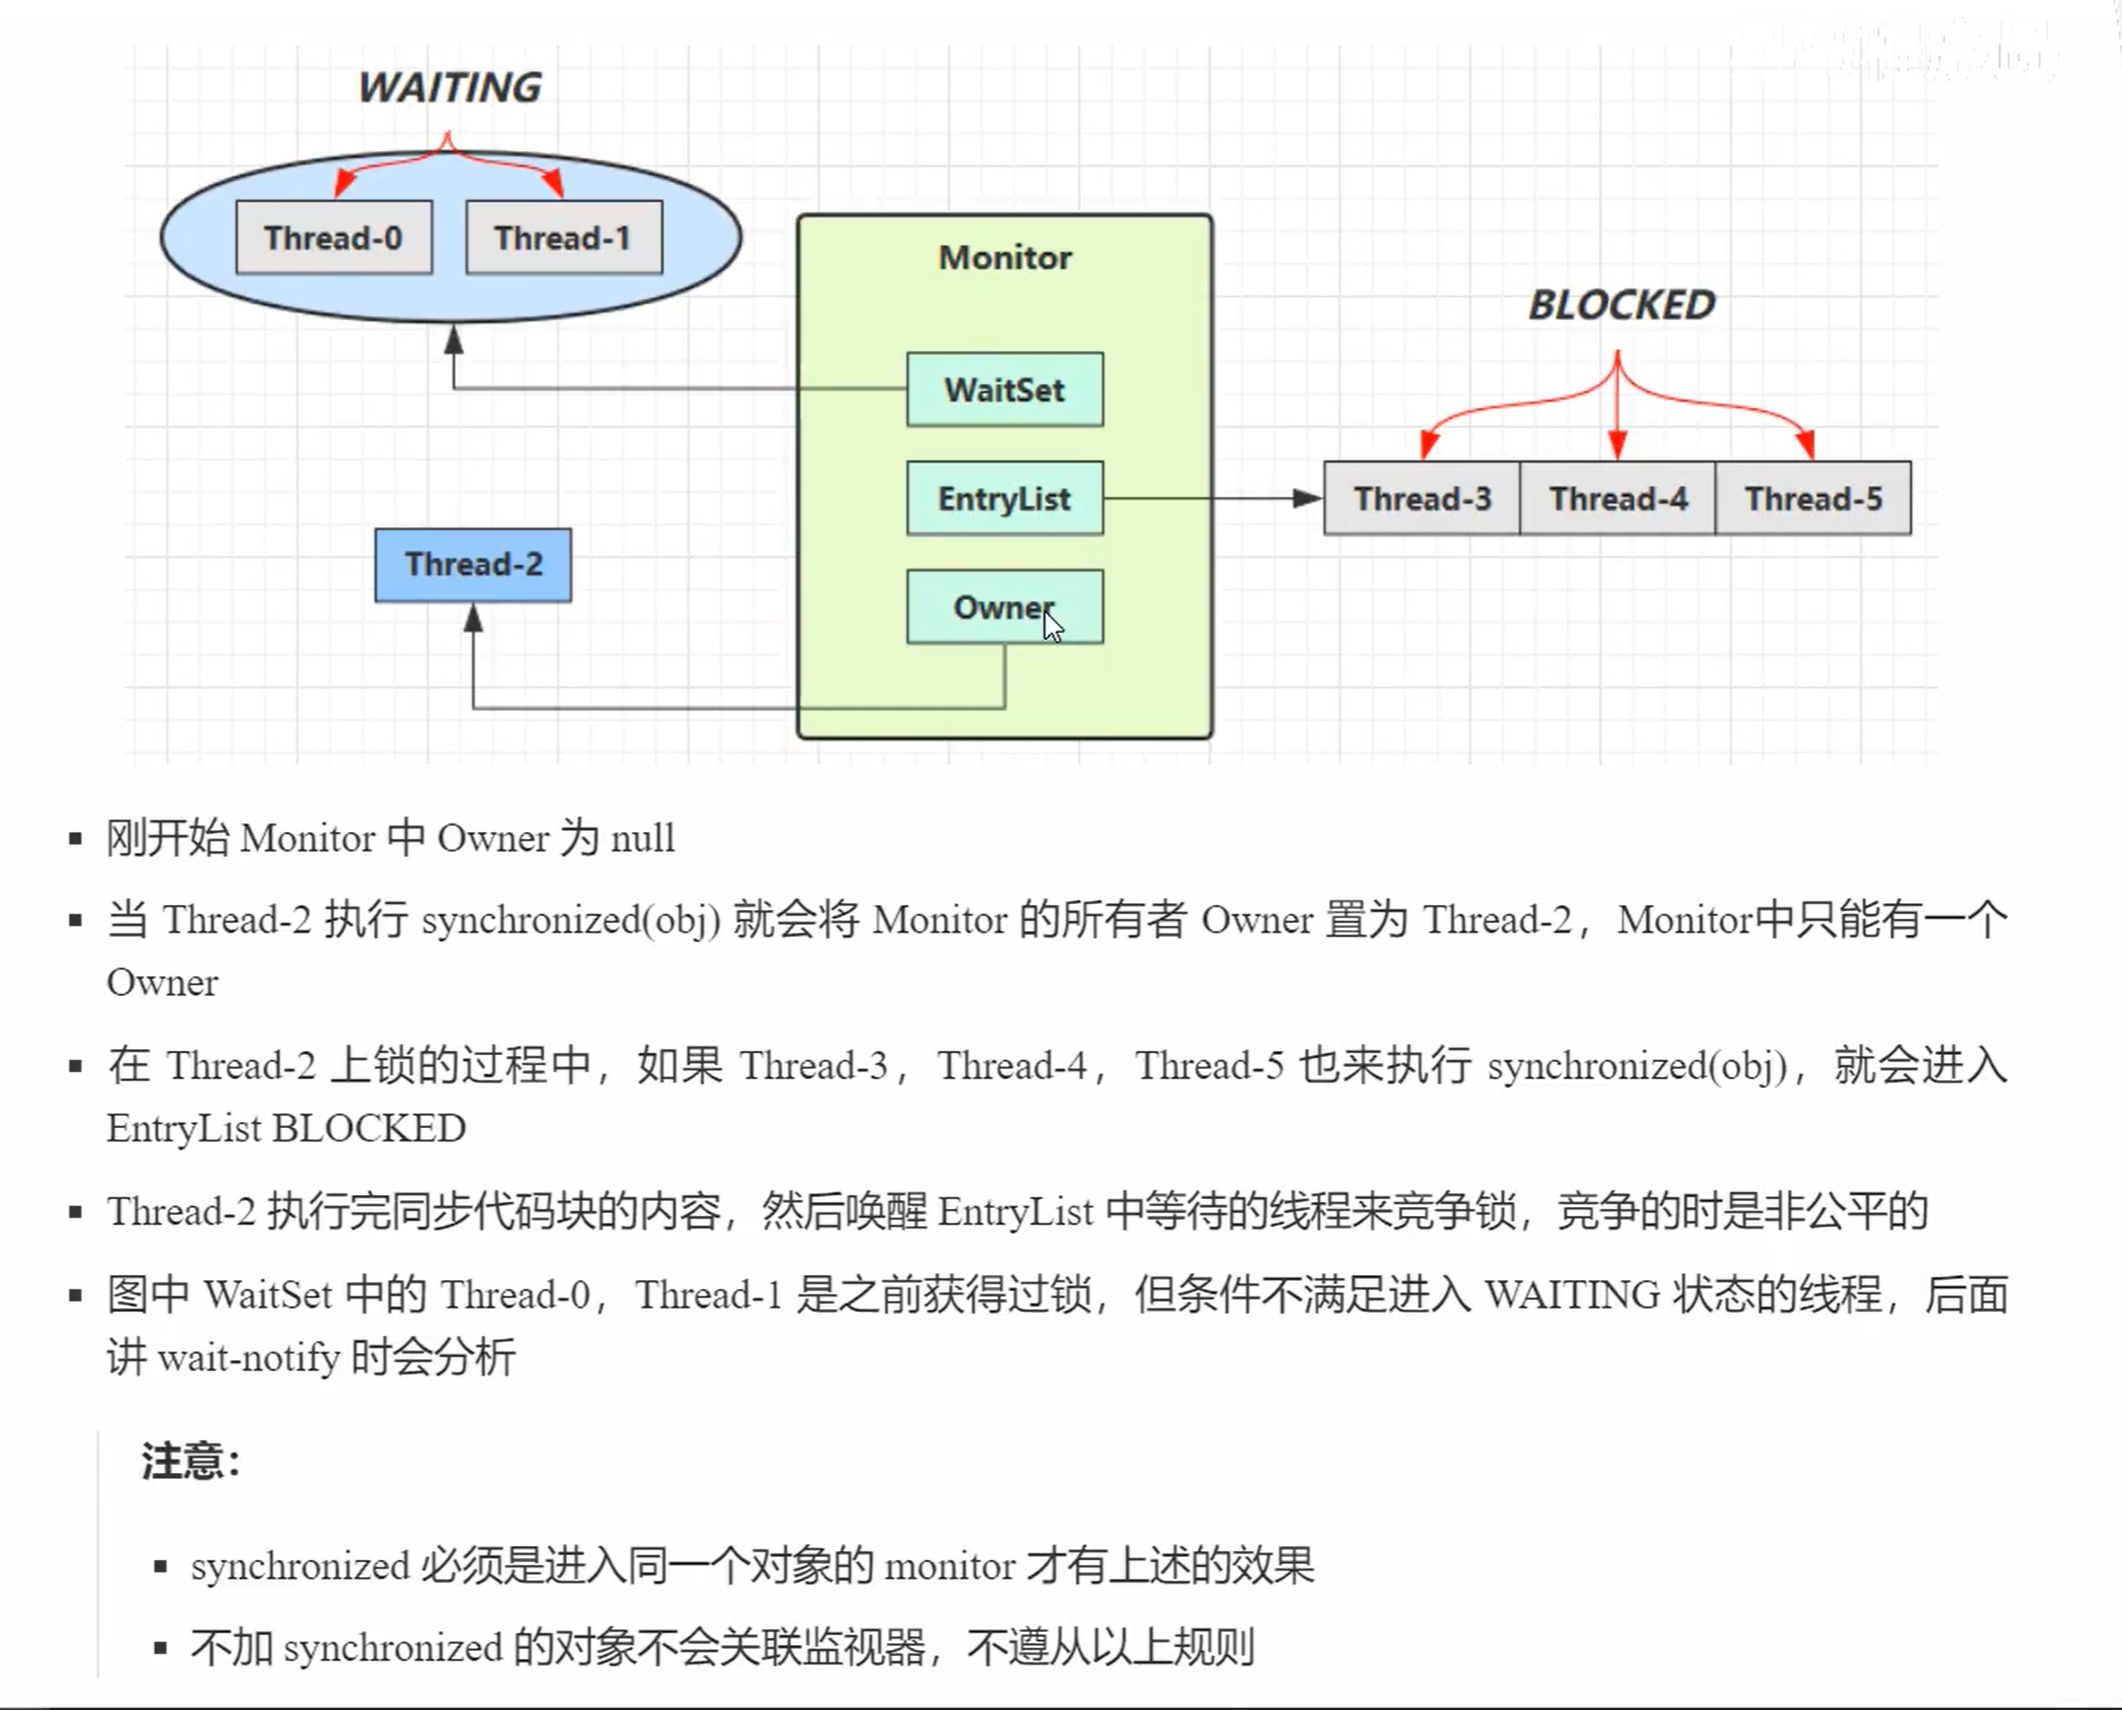 WAITING
Thread-0
Thread-1
Monitor
BLOCKED
WaitSet
EntryList
Thread-3
Thread-4
Thread-5
Thread-2
Owner
▪ 刚开始 Monitor 中 Owner 为 null
▪ 当 Thread-2 执行 synchronized(obj) 就会将 Monitor 的所有者 Owner 置为 Thread-2，Monitor中只能有一个
Owner
▪ 在 Thread-2 上锁的过程中，如果 Thread-3，Thread-4，Thread-5 也来执行 synchronized(obj)，就会进入
EntryList BLOCKED
▪ Thread-2 执行完同步代码块的内容，然后唤醒 EntryList 中等待的线程来竞争锁，竞争的时是非公平的
▪ 图中 WaitSet 中的 Thread-0，Thread-1 是之前获得过锁，但条件不满足进入 WAITING 状态的线程，后面
讲 wait-notify 时会分析
注意：
▪ synchronized 必须是进入同一个对象的 monitor 才有上述的效果
▪ 不加 synchronized 的对象不会关联监视器，不遵从以上规则